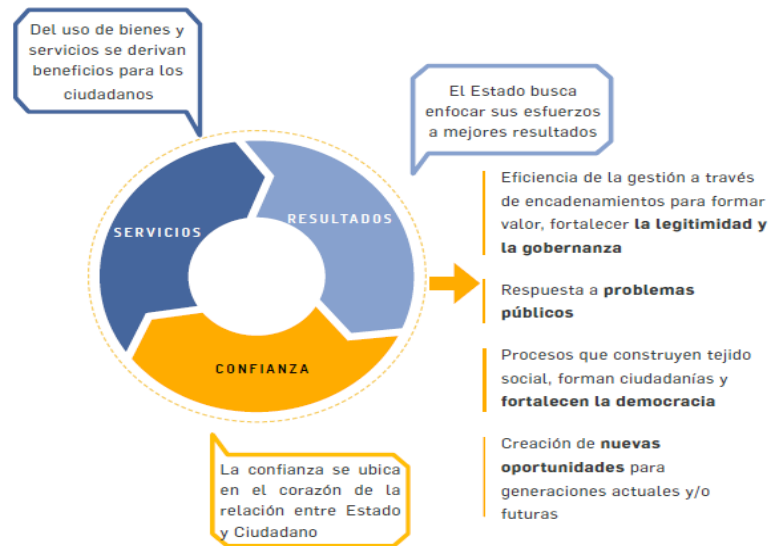 Del uso de bienes y
servicios se derivan
beneficios para los
ciudadanos
El Estado busca
enfocar sus esfuerzos
a mejores resultados
SERVICIOS
RESULTADOS
CONFIANZA
Eficiencia de la gestión a través
de encadenamientos para formar
valor, fortalecer la legitimidad y
la gobernanza
Respuesta a problemas
públicos
Procesos que construyen tejido
social, forman ciudadanías y
fortalecen la democracia
Creación de nuevas
oportunidades para
generaciones actuales y/o
futuras
La confianza se ubica
en el corazón de la
relación entre Estado
y Ciudadano